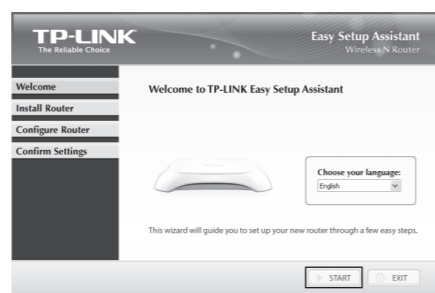 TP-LINK
The Reliable Choice
Easy Setup Assistant
Wireless N Router
Welcome
Install Router
Configure Router
Confirm Settings
Welcome to TP-LINK Easy Setup Assistant
Choose your language:
English
This wizard will guide you to set up your new router through a few easy steps.
START
EXIT